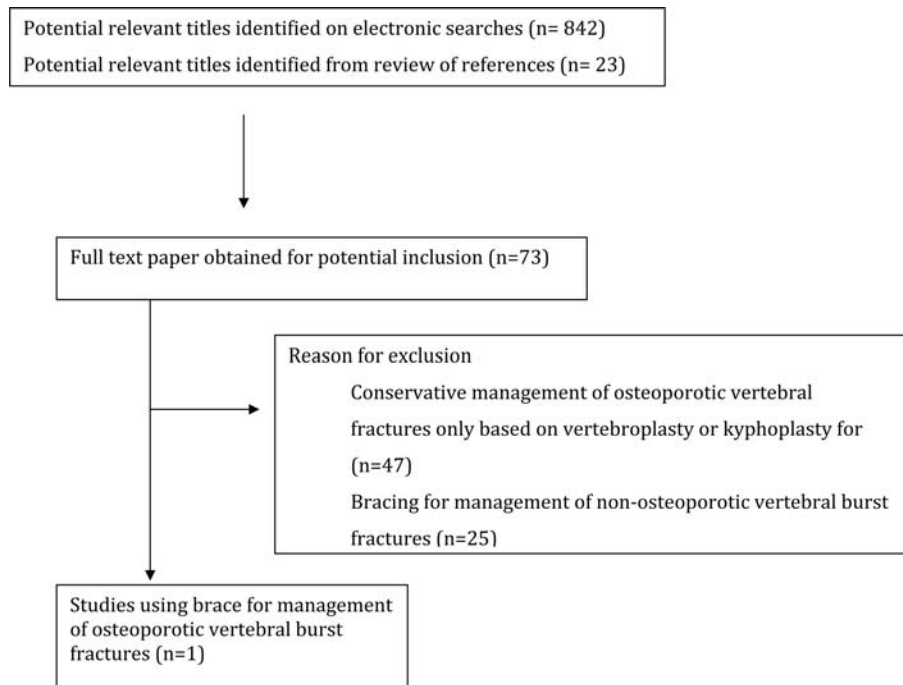 Potential relevant titles identified on electronic searches (n= 842)
Potential relevant titles identified from review of references (n= 23)
Full text paper obtained for potential inclusion (n=73)
Reason for exclusion
Conservative management of osteoporotic vertebral
fractures only based on vertebroplasty or kyphoplasty for
(n=47)
Bracing for management of non-osteoporotic vertebral burst
fractures (n=25)
Studies using brace for management
of osteoporotic vertebral burst
fractures (n=1)